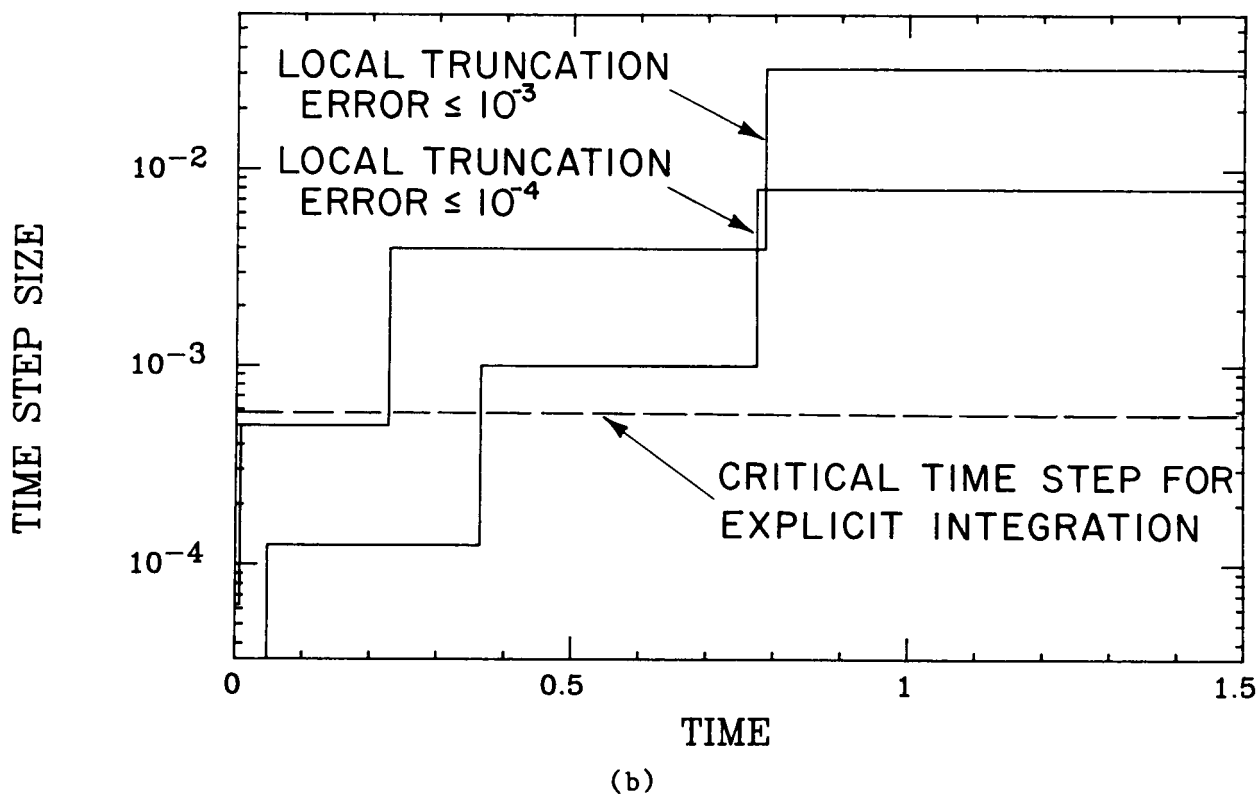 LOCAL TRUNCATION
ERROR ≤ 10⁻³
LOCAL TRUNCATION
ERROR ≤ 10⁻⁴
10⁻²
10⁻³
10⁻⁴
TIME STEP SIZE
CRITICAL TIME STEP FOR
EXPLICIT INTEGRATION
0 0.5 1 1.5
TIME
(b)